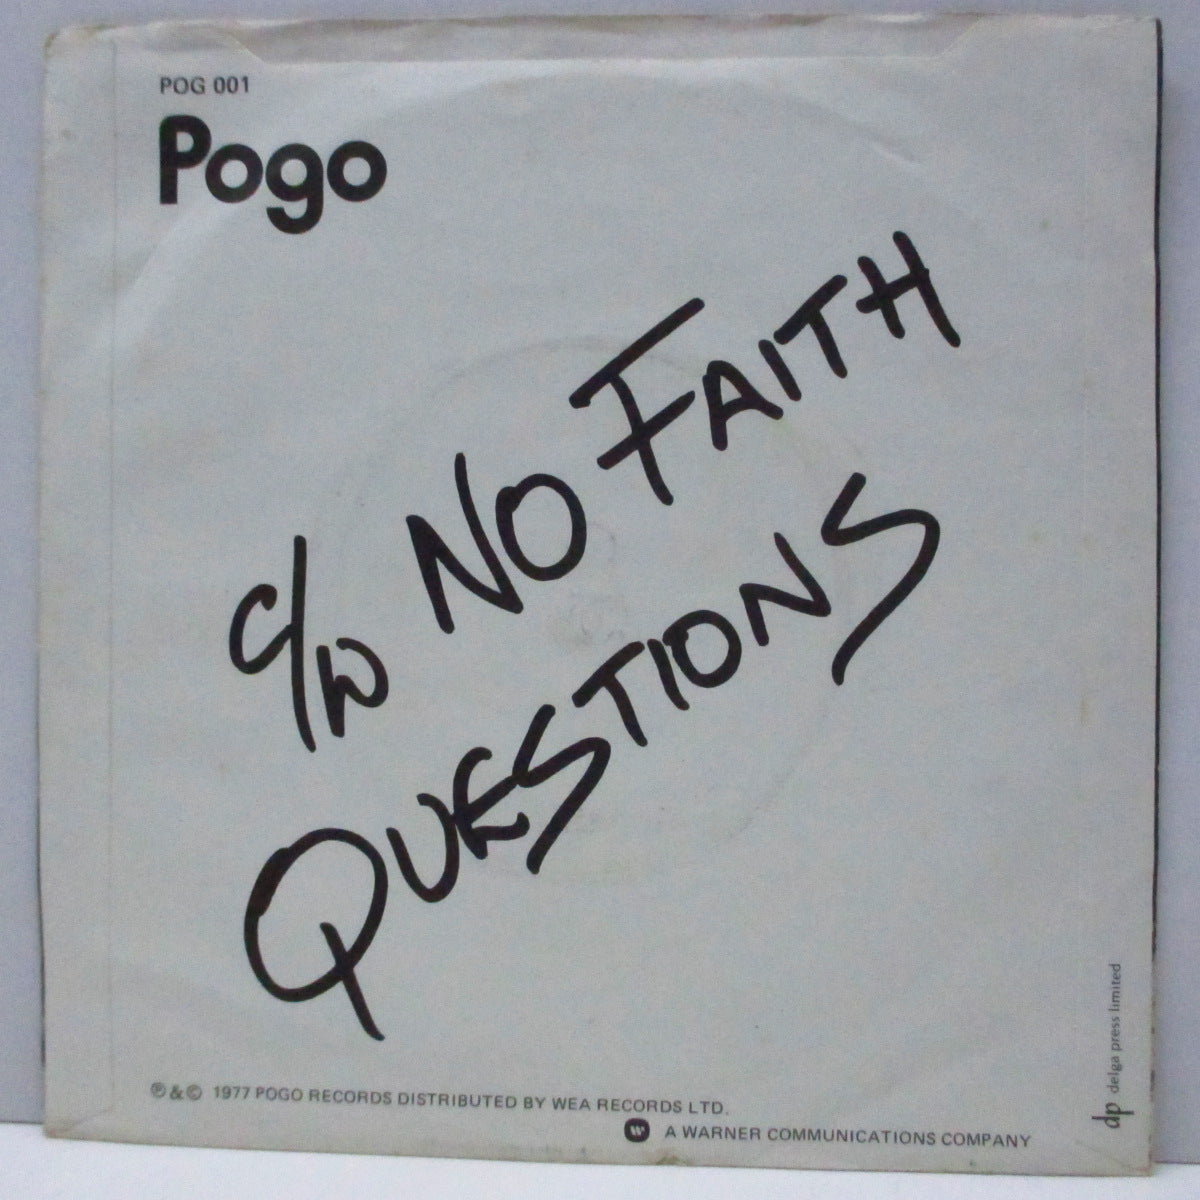 POG 001
Pogo
c/w NO FAITH
QUESTIONS
℗ & © 1977 POGO RECORDS DISTRIBUTED BY WEA RECORDS LTD.
A WARNER COMMUNICATIONS COMPANY
dp delga press limited